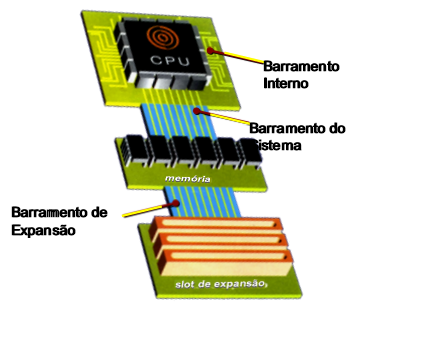 CPU
Barramento
Interno
Barramento do
Sistema
memória
Barramento de
Expansão
slot de expansão